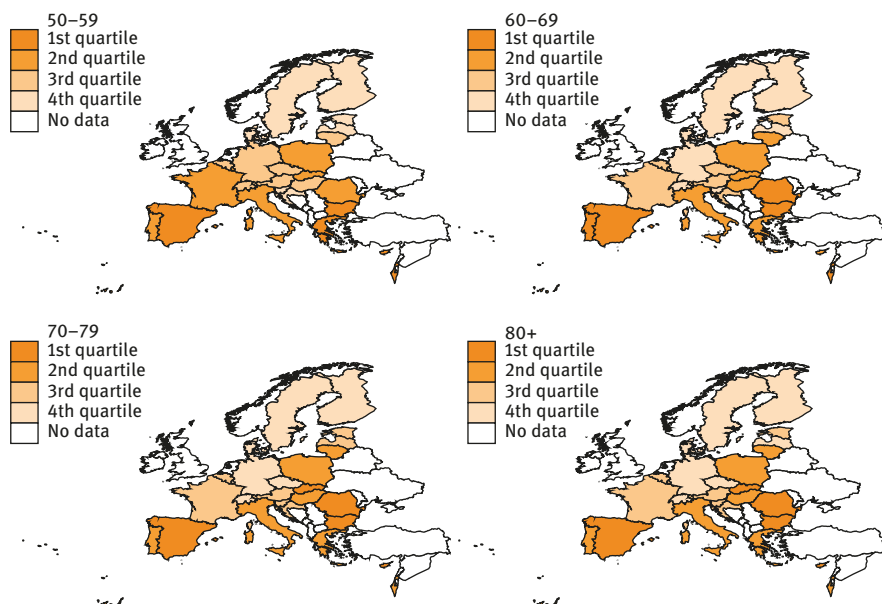 50–59
1st quartile
2nd quartile
3rd quartile
4th quartile
No data
60–69
1st quartile
2nd quartile
3rd quartile
4th quartile
No data
70–79
1st quartile
2nd quartile
3rd quartile
4th quartile
No data
80+
1st quartile
2nd quartile
3rd quartile
4th quartile
No data